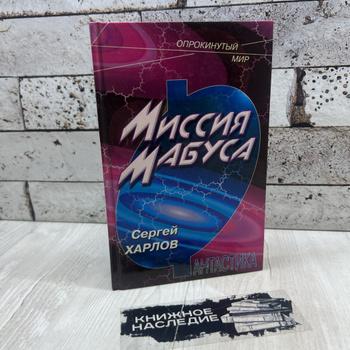 ОПРОКИНУТЫЙ
МИР
МИССИЯ
МАБУСА
Сергей
ХАРЛОВ
ФАНТАСТИКА
КНИЖНОЕ
НАСЛЕДИЕ